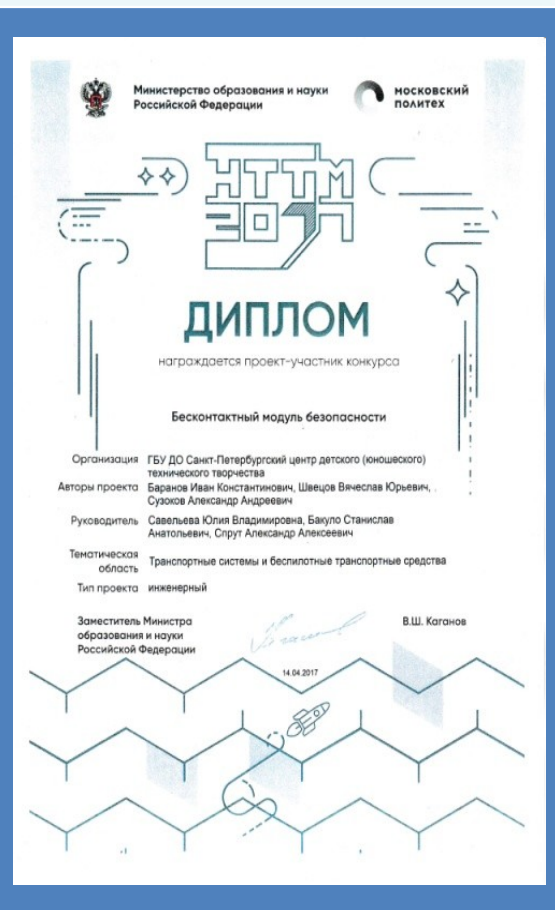 Министерство образования и науки
Российской Федерации
московский
политех
НТТМ
2017
ДИПЛОМ
награждается проект-участник конкурса
Бесконтактный модуль безопасности
Организация ГБУ ДО Санкт-Петербургский центр детского (юношеского)
технического творчества
Авторы проекта Баранов Иван Константинович, Швецов Вячеслав Юрьевич,
Сузоков Александр Андреевич
Руководитель Савельева Юлия Владимировна, Бакуло Станислав
Анатольевич, Спрут Александр Алексеевич
Тематическая
область Транспортные системы и беспилотные транспортные средства
Тип проекта инженерный
Заместитель Министра
образования и науки
Российской Федерации
В.Ш. Каганов
14.04.2017